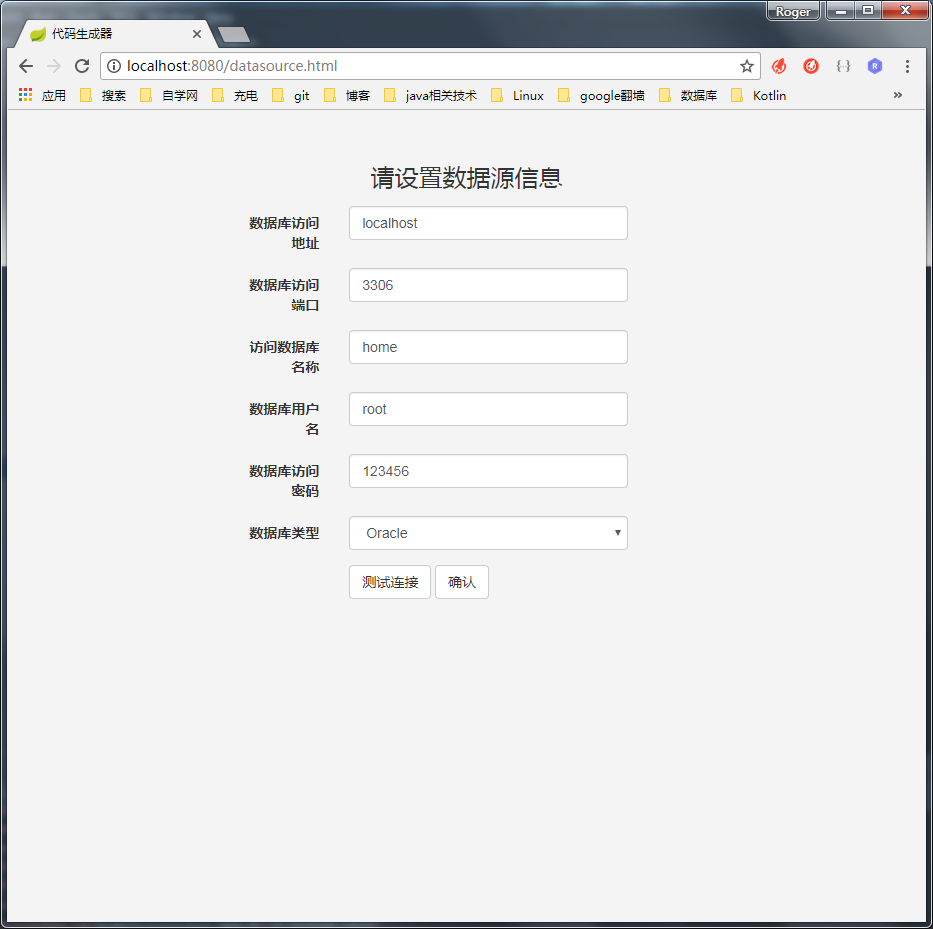 Roger
代码生成器
localhost:8080/datasource.html
应用 搜索 自学网 充电 git 博客 java相关技术 Linux google翻墙 数据库 Kotlin »
请设置数据源信息
数据库访问 localhost
地址
数据库访问 3306
端口
访问数据库 home
名称
数据库用户 root
名
数据库访问 123456
密码
数据库类型 Oracle
测试连接 确认